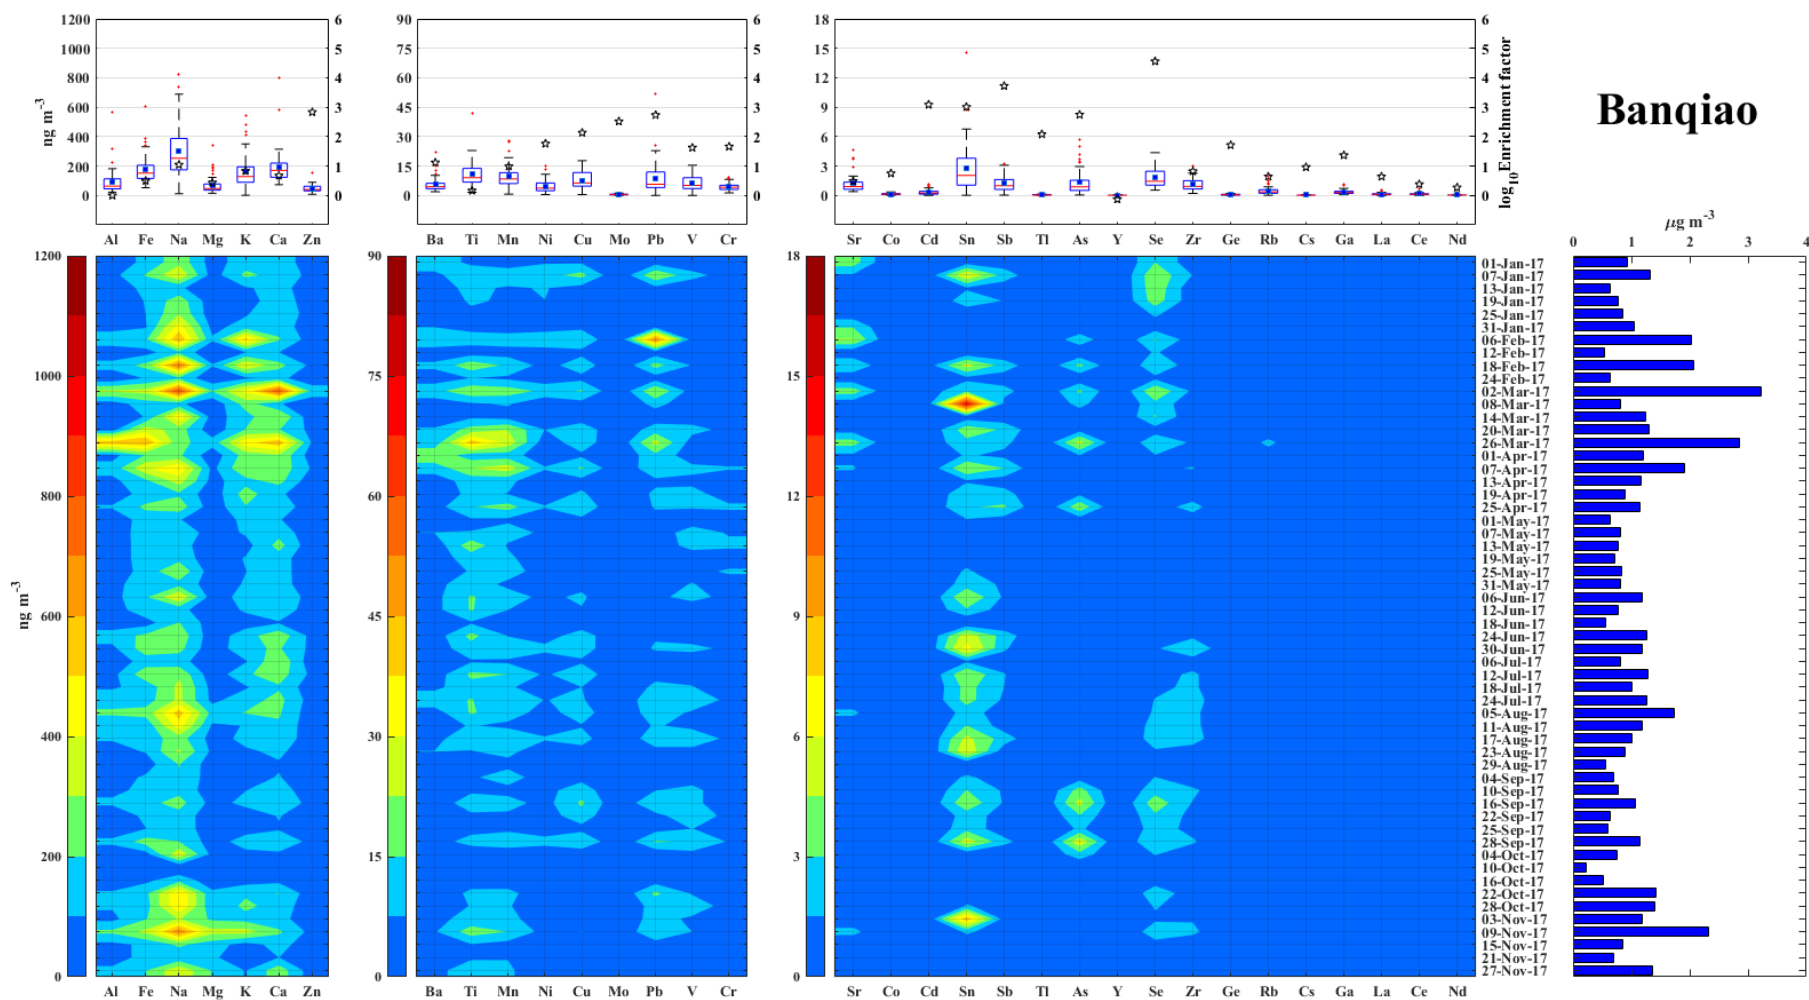 Banqiao
1200 1000 800 600 400 200 0
ng m-3
6 5 4 3 2 1 0
Al Fe Na Mg K Ca Zn
90 75 60 45 30 15 0
6 5 4 3 2 1 0
Ba Ti Mn Ni Cu Mo Pb V Cr
18 15 12 9 6 3 0
6 5 4 3 2 1 0
log10Enrichment factor
Sr Co Cd Sn Sb Tl As Y Se Zr Ge Rb Cs Ga La Ce Nd
μg m-3
0 1 2 3 4
1200 1000 800 600 400 200 0
ng m-3
Al Fe Na Mg K Ca Zn
90 75 60 45 30 15 0
Ba Ti Mn Ni Cu Mo Pb V Cr
18 15 12 9 6 3 0
Sr Co Cd Sn Sb Tl As Y Se Zr Ge Rb Cs Ga La Ce Nd
01-Jan-17
07-Jan-17
13-Jan-17
19-Jan-17
25-Jan-17
31-Jan-17
06-Feb-17
12-Feb-17
18-Feb-17
24-Feb-17
02-Mar-17
08-Mar-17
14-Mar-17
20-Mar-17
26-Mar-17
01-Apr-17
07-Apr-17
13-Apr-17
19-Apr-17
25-Apr-17
01-May-17
07-May-17
13-May-17
19-May-17
25-May-17
31-May-17
06-Jun-17
12-Jun-17
18-Jun-17
24-Jun-17
30-Jun-17
06-Jul-17
12-Jul-17
18-Jul-17
24-Jul-17
05-Aug-17
11-Aug-17
17-Aug-17
23-Aug-17
29-Aug-17
04-Sep-17
10-Sep-17
16-Sep-17
22-Sep-17
25-Sep-17
28-Sep-17
04-Oct-17
10-Oct-17
16-Oct-17
22-Oct-17
28-Oct-17
03-Nov-17
09-Nov-17
15-Nov-17
21-Nov-17
27-Nov-17